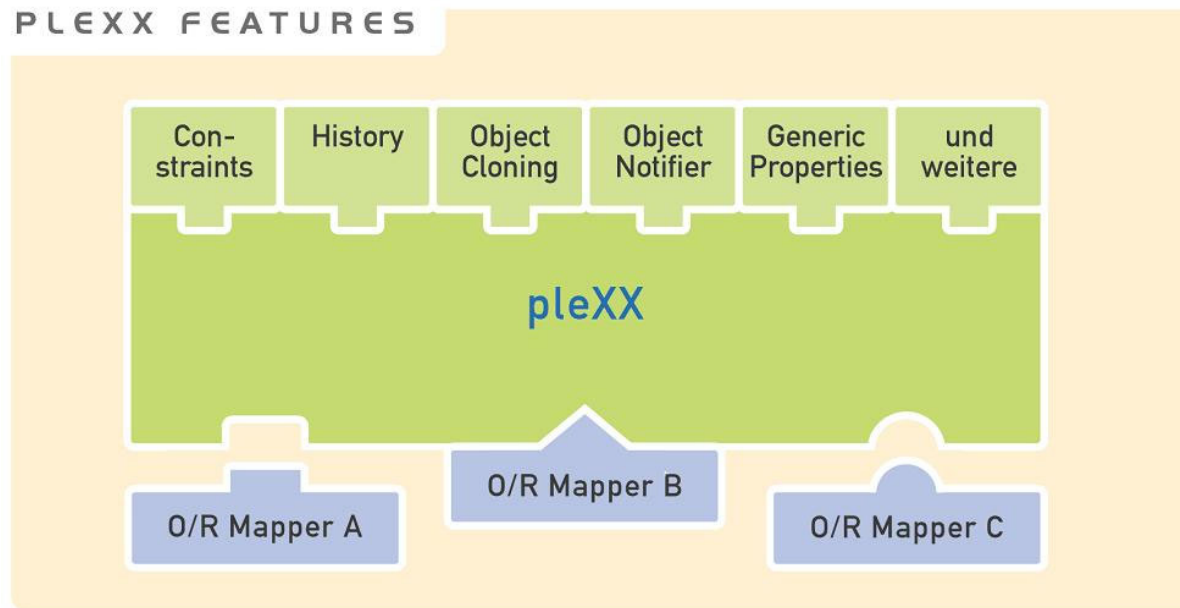 PLEXX FEATURES
Con-
straints
History
Object
Cloning
Object
Notifier
Generic
Properties
und
weitere
pleXX
O/R Mapper A
O/R Mapper B
O/R Mapper C